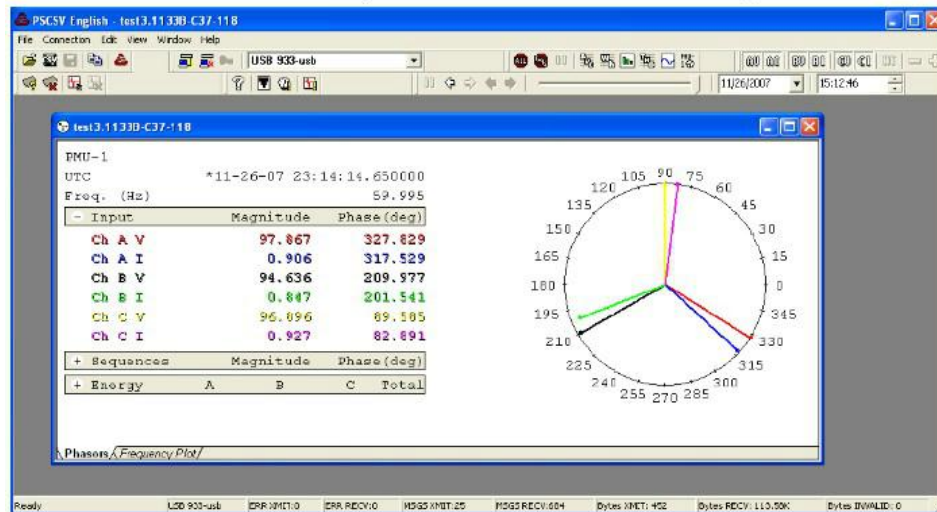 PSCSV English - test3.1133B-C37-118
File Connection Edit View Window Help
USB 933-usb
11/26/2007 15:12:46
test3.1133B-C37-118
PMU-1
UTC *11-26-07 23:14:14.650000
Freq. (Hz) 59.995
- Input Magnitude Phase(deg)
Ch A V 97.867 327.829
Ch A I 0.906 317.529
Ch B V 94.636 209.977
Ch B I 0.847 201.541
Ch C V 96.896 89.585
Ch C I 0.927 82.891
+ Sequences Magnitude Phase(deg)
+ Energy A B C Total
105 90 75
120 60
135 45
150 30
165 15
180 0
195 345
210 330
225 315
240 300
255 270 285
Phasors Frequency Plot
Ready USB 933-usb ERR XMIT:0 ERR RECV:0 MSGS XMIT:25 MSGS RECV:684 Bytes XMIT: 452 Bytes RECV: 113.58K Bytes INVALID: 0